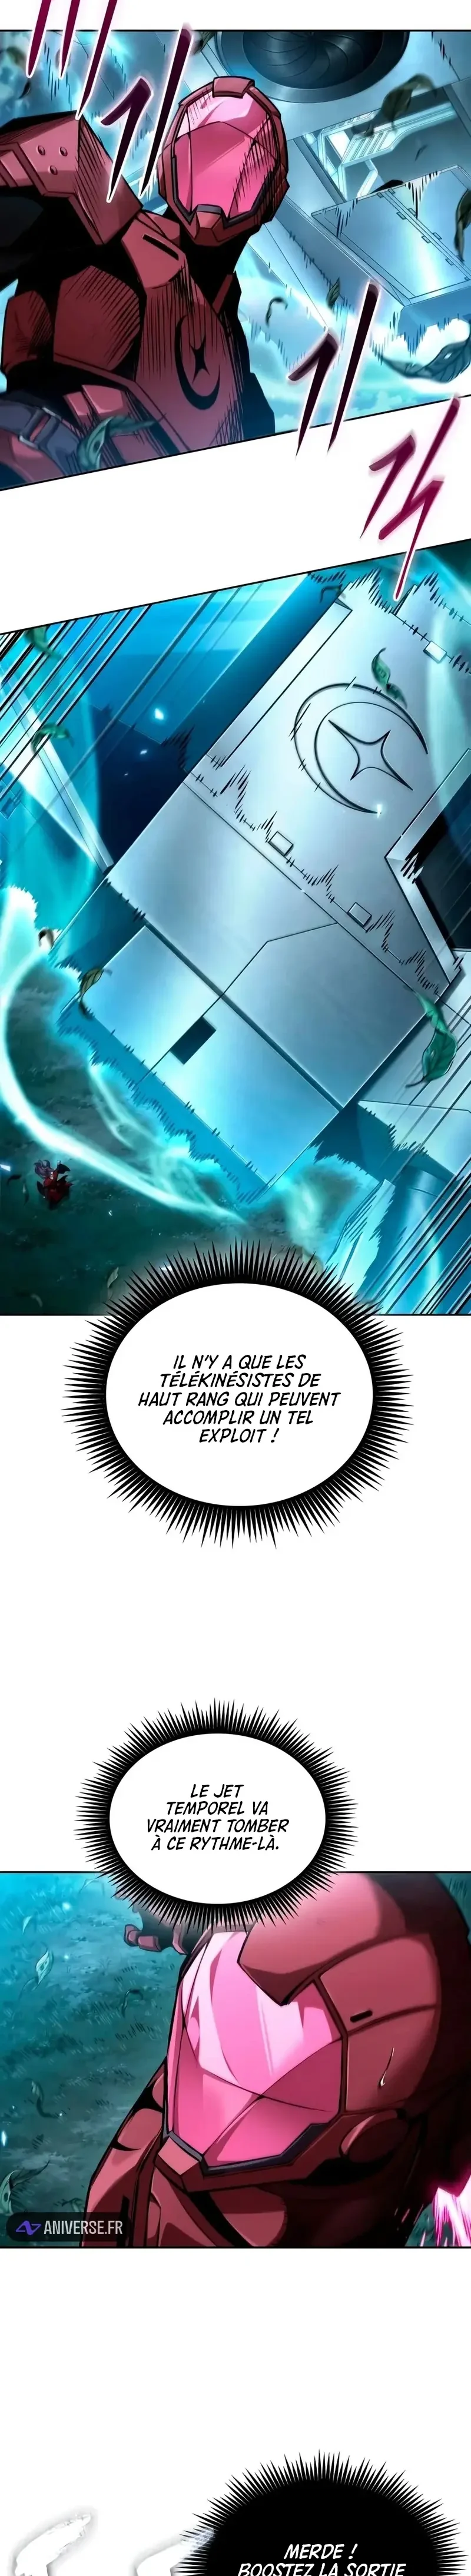 IL N'Y A QUE LES
TÉLÉKINÉSISTES DE
HAUT RANG QUI PEUVENT
ACCOMPLIR UN TEL
EXPLOIT !
LE JET
TEMPOREL VA
VRAIMENT TOMBER
À CE RYTHME-LÀ.
ANIVERSE.FR
MERDE !
BOOSTEZ LA SORTIE